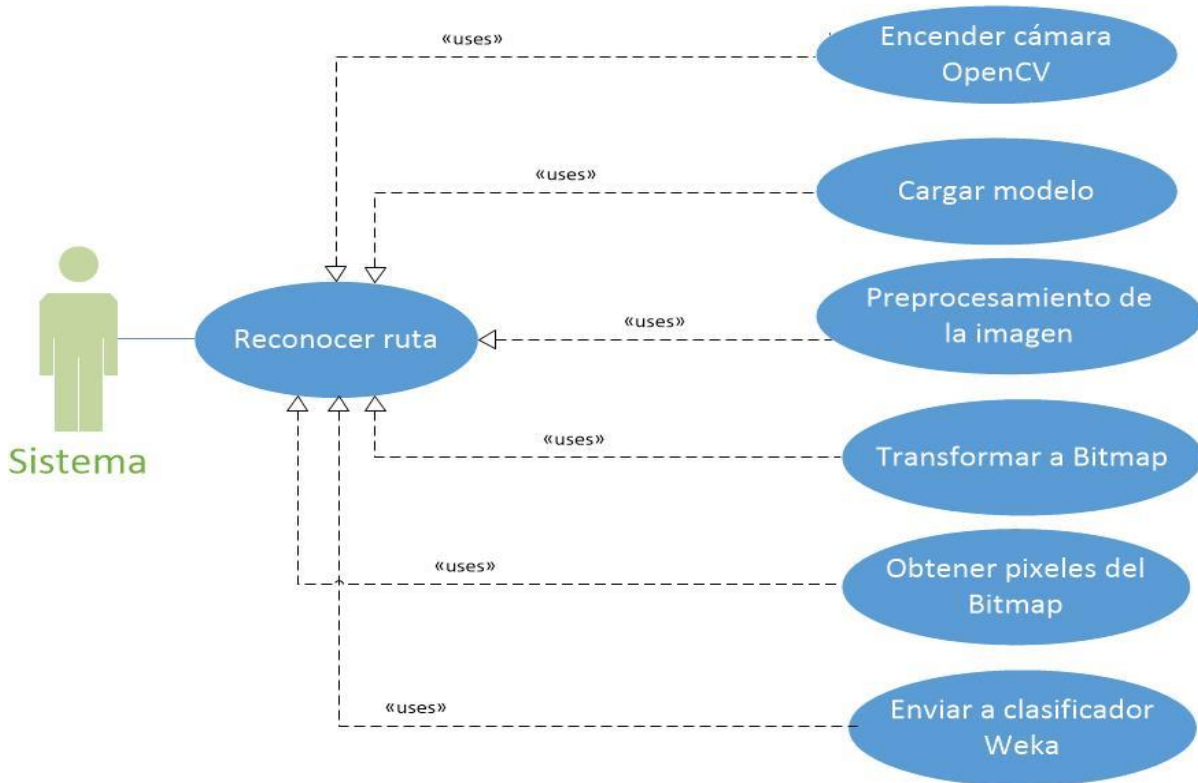 «uses»
Encender cámara
OpenCV
«uses»
Cargar modelo
Preprocesamiento de
la imagen
«uses»
Reconocer ruta
Sistema
«uses»
Transformar a Bitmap
«uses»
Obtener pixeles del
Bitmap
«uses»
Enviar a clasificador
Weka